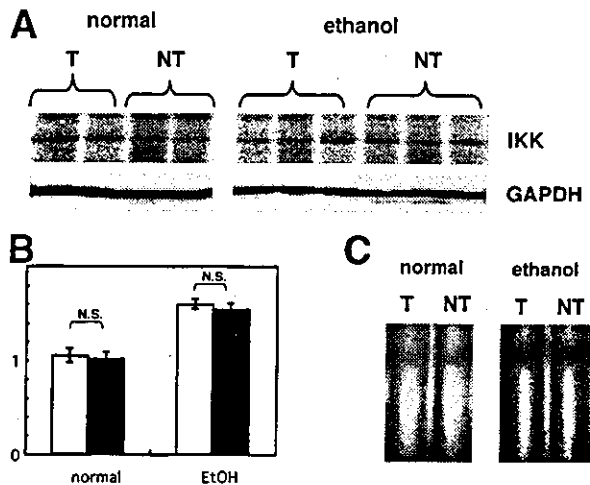 A
normal
ethanol
T
NT
T
NT
IKK
GAPDH
B
N.S.
N.S.
1
0
normal
EtOH
C
normal
ethanol
T
NT
T
NT